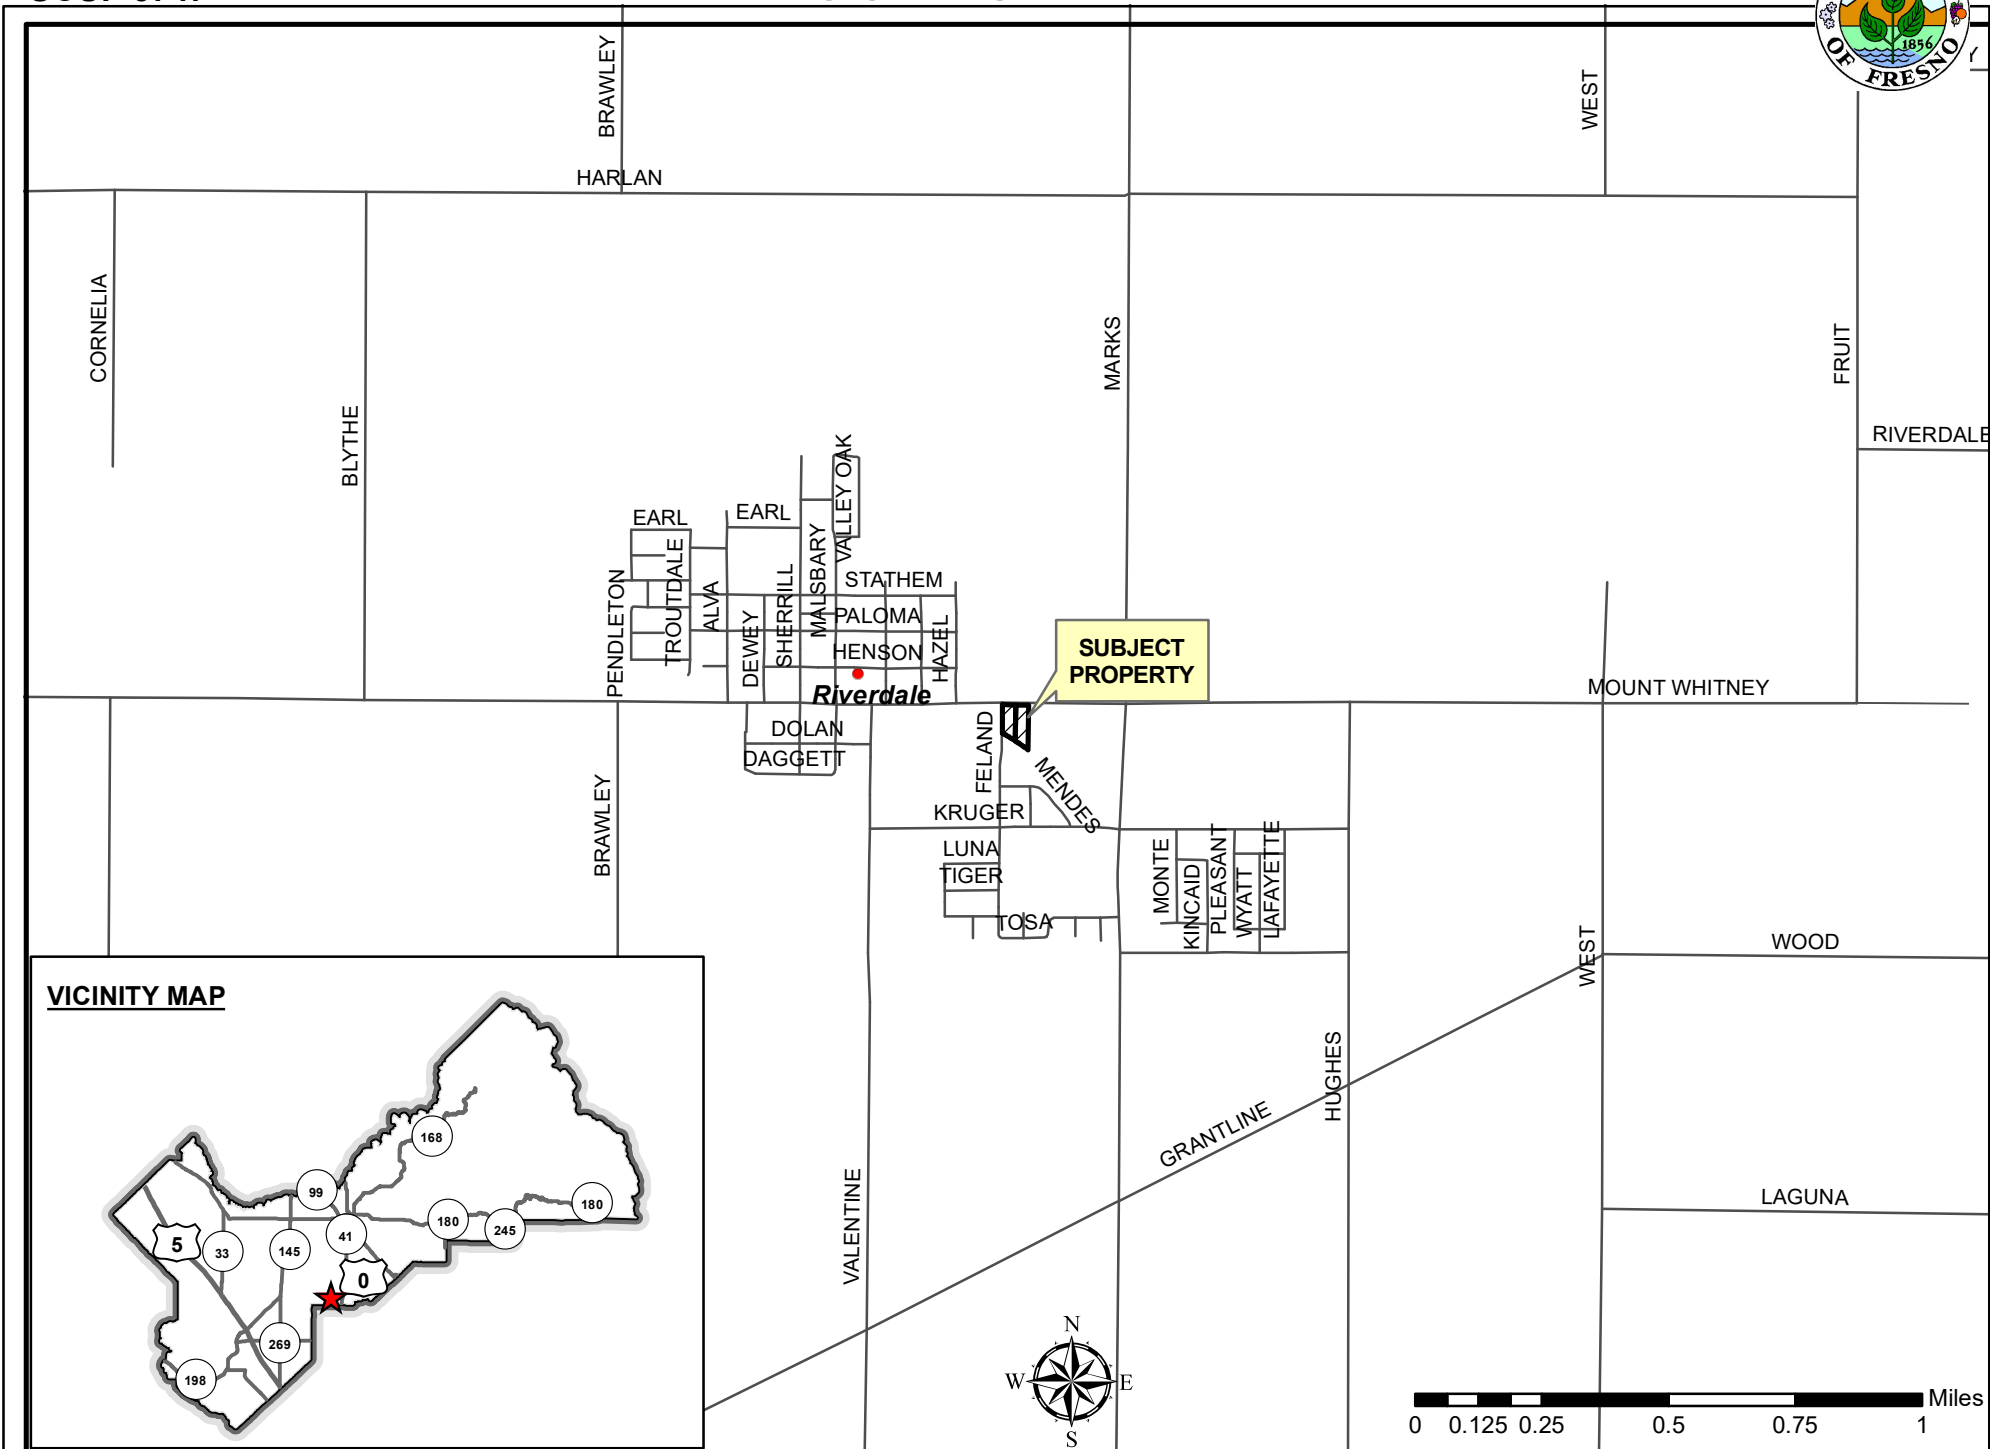 OF FRESNO
1856
BRAWLEY
WEST
HARLAN
CORNELIA
BLYTHE
MARKS
FRUIT
RIVERDALE
VALLEY OAK
EARL
EARL
TROUTDALE
PENDLETON
ALVA
DEWEY
SHERRILL
MALSBARY
STATHEM
PALOMA
HENSON
HAZEL
SUBJECT
PROPERTY
Riverdale
MOUNT WHITNEY
DOLAN
DAGGETT
FELAND
MENDES
BRAWLEY
KRUGER
LUNA
TIGER
TOSA
MONTE
KINCAID
PLEASANT
WYATT
LAFAYETTE
WEST
WOOD
HUGHES
GRANTLINE
VALENTINE
LAGUNA
VICINITY MAP
168
99
180
180
245
41
5
33
145
0
269
198
N
W
E
S
Miles
0 0.125 0.25 0.5 0.75 1